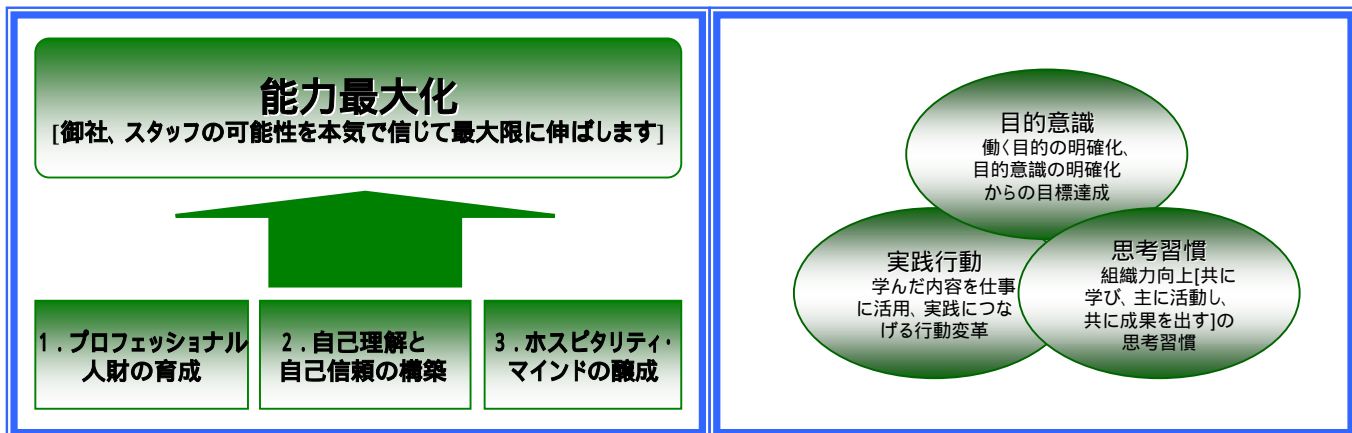 能力最大化
[御社、スタッフの可能性を本気で信じて最大限に伸ばします]
1．プロフェッショナル
人財の育成
2．自己理解と
自己信頼の構築
3．ホスピタリティ・
マインドの醸成
目的意識
働く目的の明確化、
目的意識の明確化
からの目標達成
実践行動
学んだ内容を仕事
に活用、実践につな
げる行動変革
思考習慣
組織力向上[共に
学び、主に活動し、
共に成果を出す]の
思考習慣